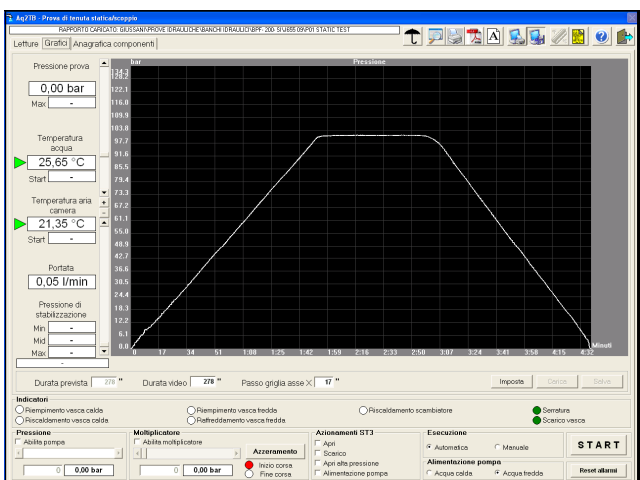 Aq2TB - Prova di tenuta statica/scoppio
RAPPORTO CARICATO: GIUSSANI\PROVE IDRAULICHE\BANCHI IDRAULICI\BPF- 200- SI\J655 09\P01 STATIC TEST
Letture Grafici Anagrafica componenti
Pressione prova
0,00 bar
Max -
Temperatura
acqua
25,65 °C
Start -
Temperatura aria
camera
21,35 °C
Start -
Portata
0,05 l/min
Pressione di
stabilizzazione
Min -
Mid -
Max -
-
bar Pressione
134.3
128.2
122.1
116.0
109.9
103.8
97.7
91.6
85.5
79.4
73.3
67.2
61.1
55.0
48.9
42.7
36.6
30.5
24.4
18.3
12.2
6.1
0.0
0 17 34 51 1:08 1:25 1:42 1:59 2:16 2:33 2:50 3:07 3:24 3:41 3:58 4:15 4:32
Minuti
Durata prevista 278 " Durata video 278 " Passo griglia asse X 17 " Imposta Carica Salva
Indicatori
Riempimento vasca calda Riempimento vasca fredda Riscaldamento scambiatore Serratura
Riscaldamento vasca calda Raffreddamento vasca fredda Scarico vasca
Pressione
Abilita pompa
0 0,00 bar
Moltiplicatore
Abilita moltiplicatore
Azzeramento
0 0,00 bar
Inizio corsa
Fine corsa
Azionamenti ST3
Apri
Scarico
Apri alta pressione
Alimentazione pompa
Esecuzione
Automatica Manuale
Alimentazione pompa
Acqua calda Acqua fredda
START
Reset allarmi